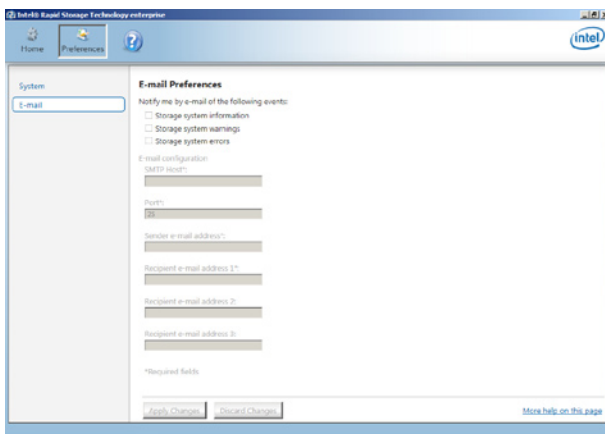 Intel® Rapid Storage Technology enterprise
Home
Preferences
?
intel
System
E-mail
E-mail Preferences
Notify me by e-mail of the following events:
Storage system information
Storage system warnings
Storage system errors
E-mail configuration
SMTP Host*:
Port*:
25
Sender e-mail address*:
Recipient e-mail address 1*:
Recipient e-mail address 2:
Recipient e-mail address 3:
*Required fields
Apply Changes
Discard Changes
More help on this page